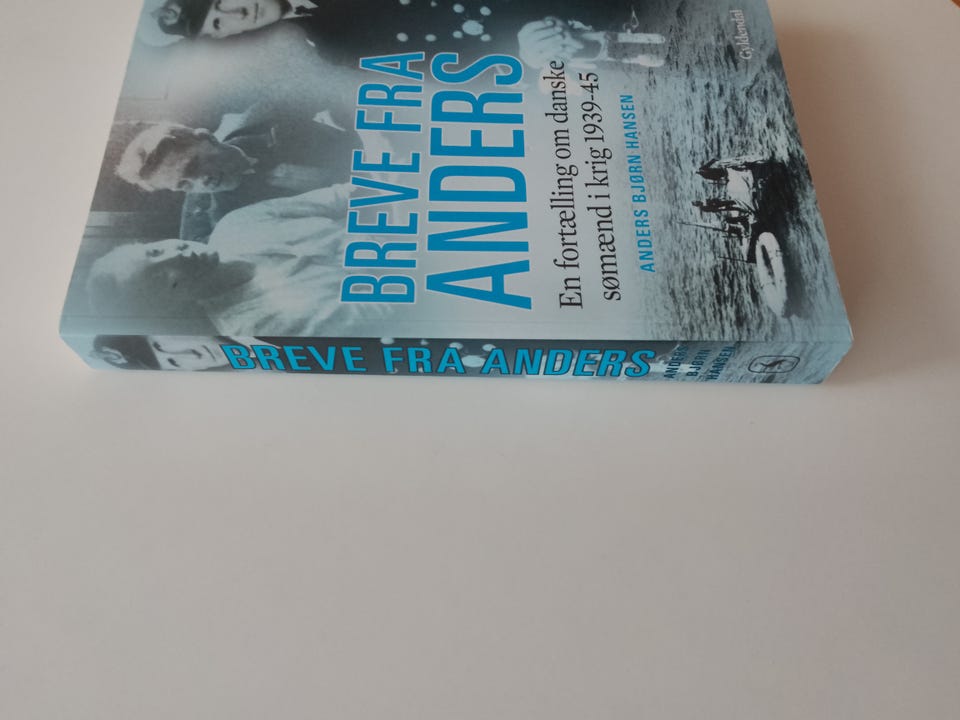 BREVE FRA
ANDERS
En fortælling om danske
sømænd i krig 1939-45
ANDERS BJØRN HANSEN
Gyldendal
BREVE FRA ANDERS
ANDERS
BJØRN
HANSEN